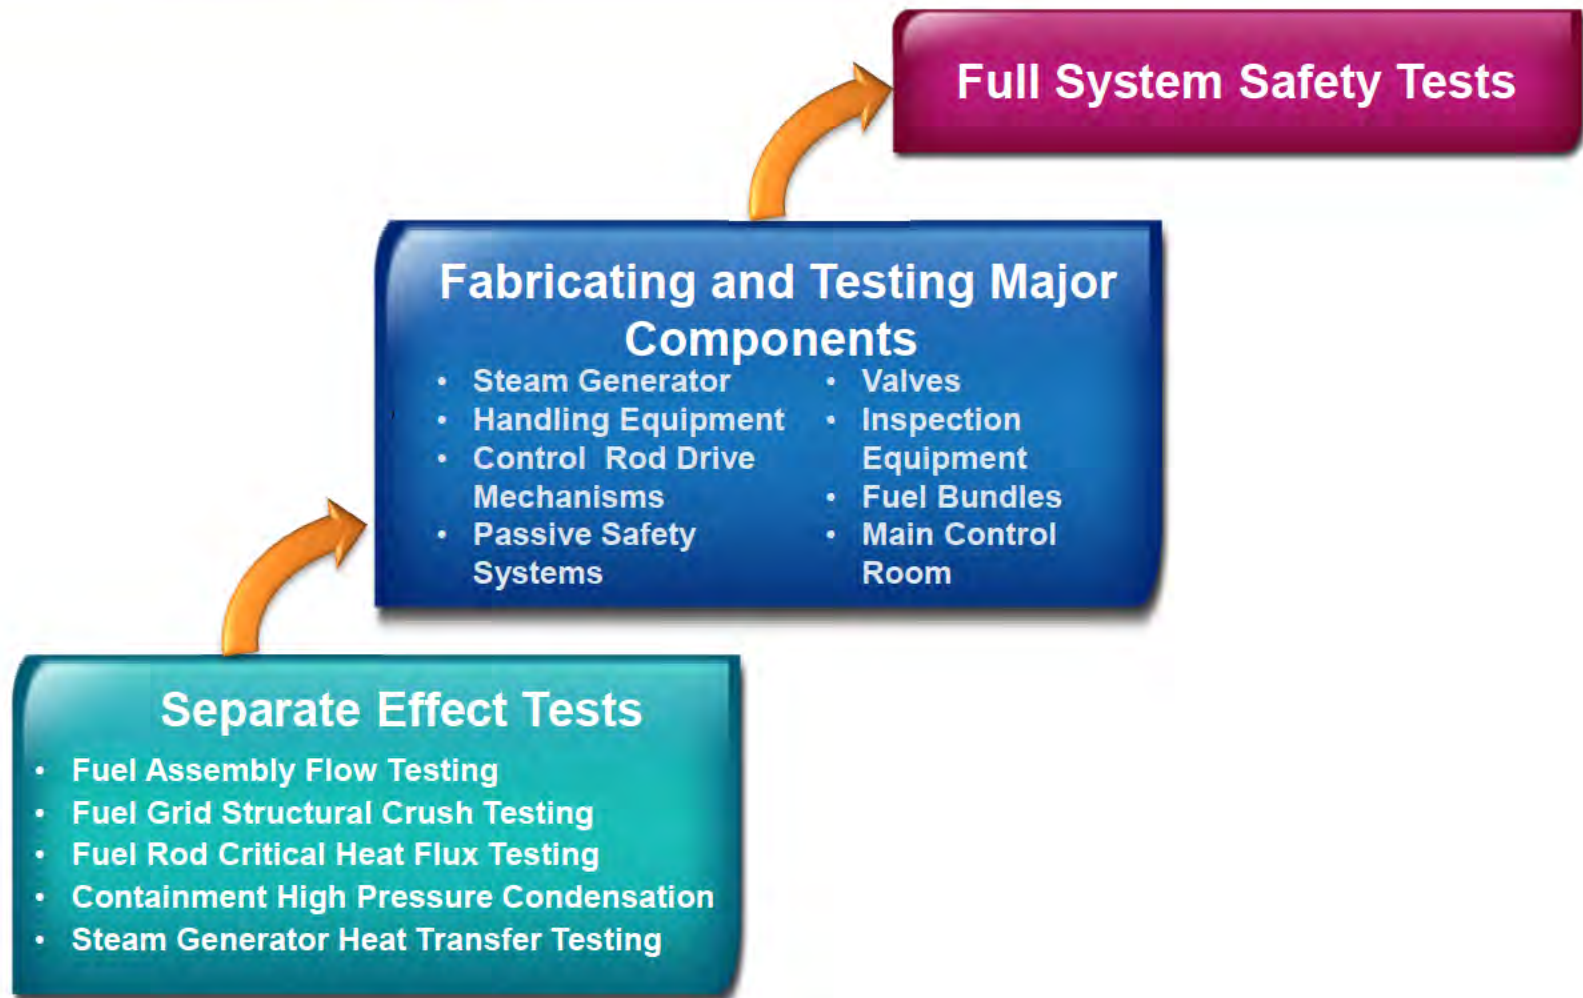 Full System Safety Tests
Fabricating and Testing Major
Components
• Steam Generator
• Handling Equipment
• Control  Rod Drive
Mechanisms
• Passive Safety
Systems
• Valves
• Inspection
Equipment
• Fuel Bundles
• Main Control
Room
Separate Effect Tests
• Fuel Assembly Flow Testing
• Fuel Grid Structural Crush Testing
• Fuel Rod Critical Heat Flux Testing
• Containment High Pressure Condensation
• Steam Generator Heat Transfer Testing